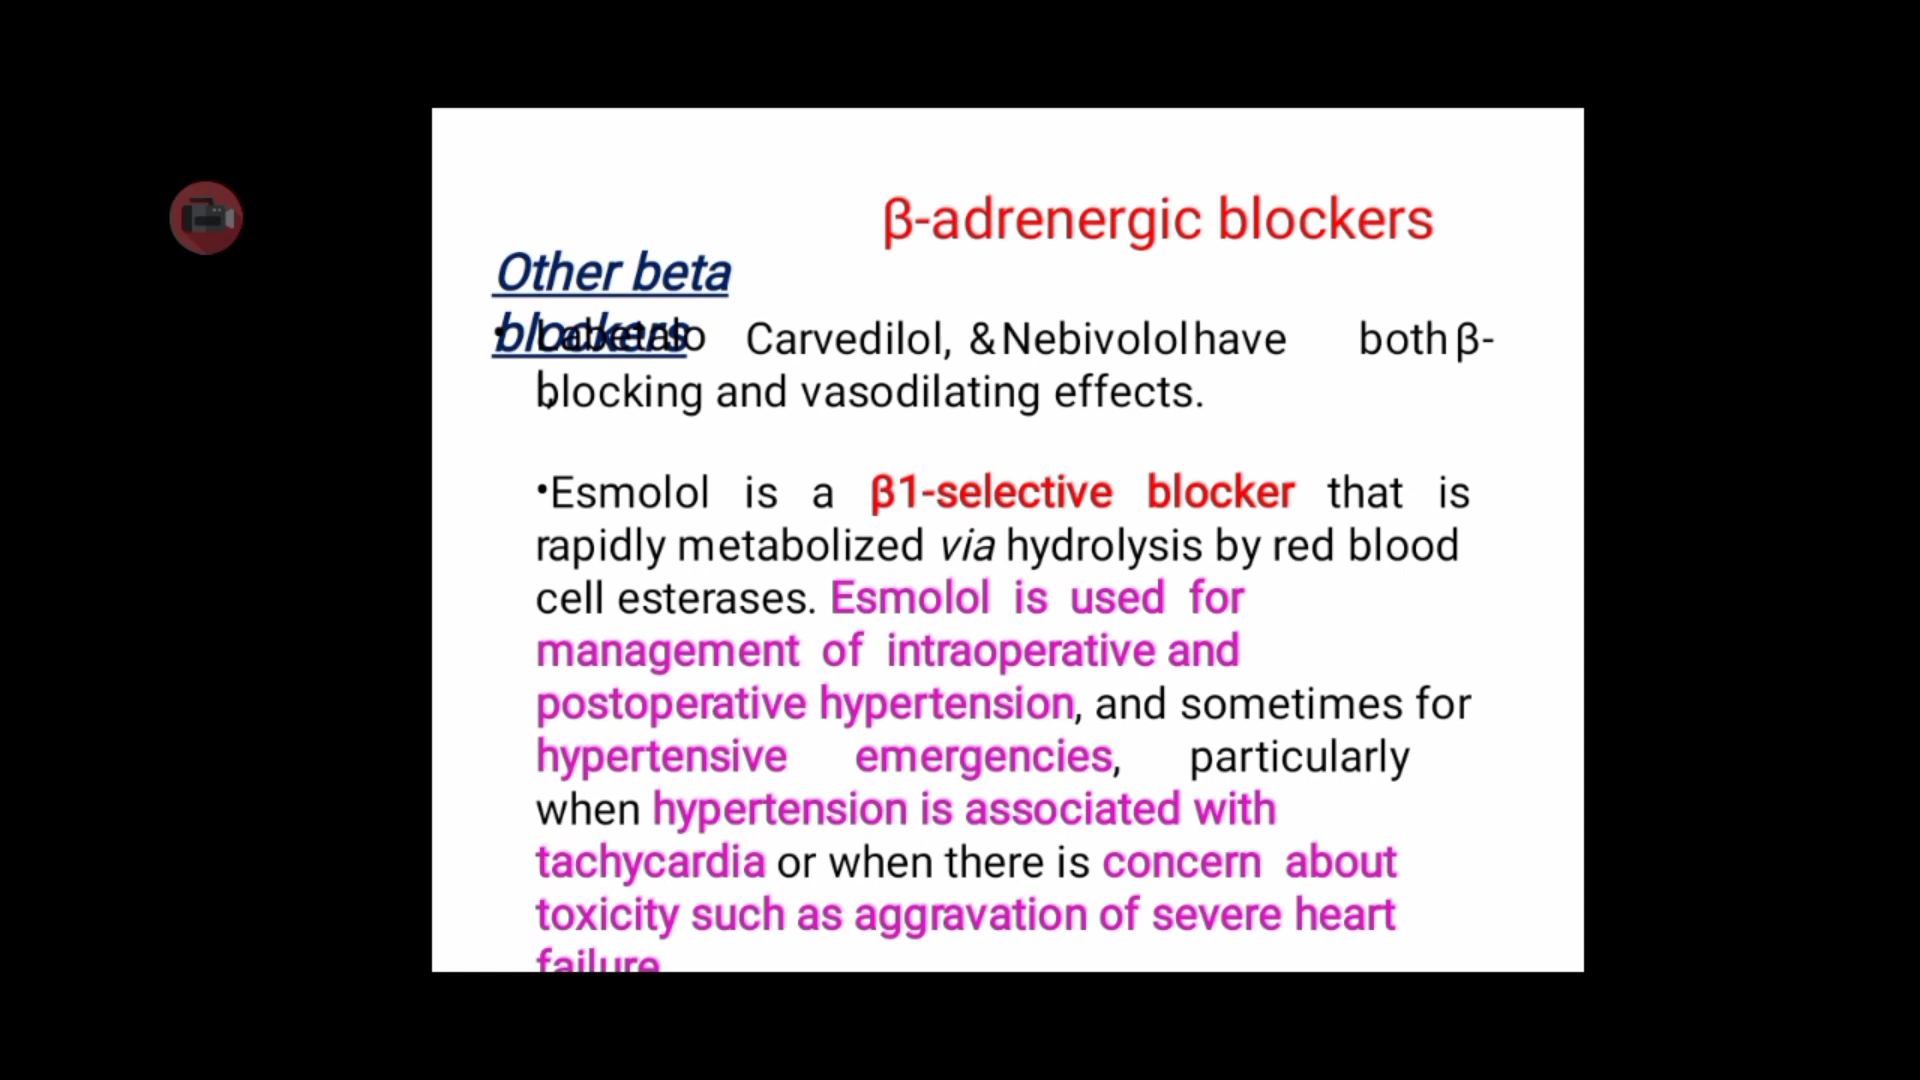 β-adrenergic blockers
Other beta
blockers
• Labetalo Carvedilol, & Nebivolol have both β-
l,
blocking and vasodilating effects.
•Esmolol is a β1-selective blocker that is
rapidly metabolized via hydrolysis by red blood
cell esterases. Esmolol is used for
management of intraoperative and
postoperative hypertension, and sometimes for
hypertensive emergencies, particularly
when hypertension is associated with
tachycardia or when there is concern about
toxicity such as aggravation of severe heart
failure